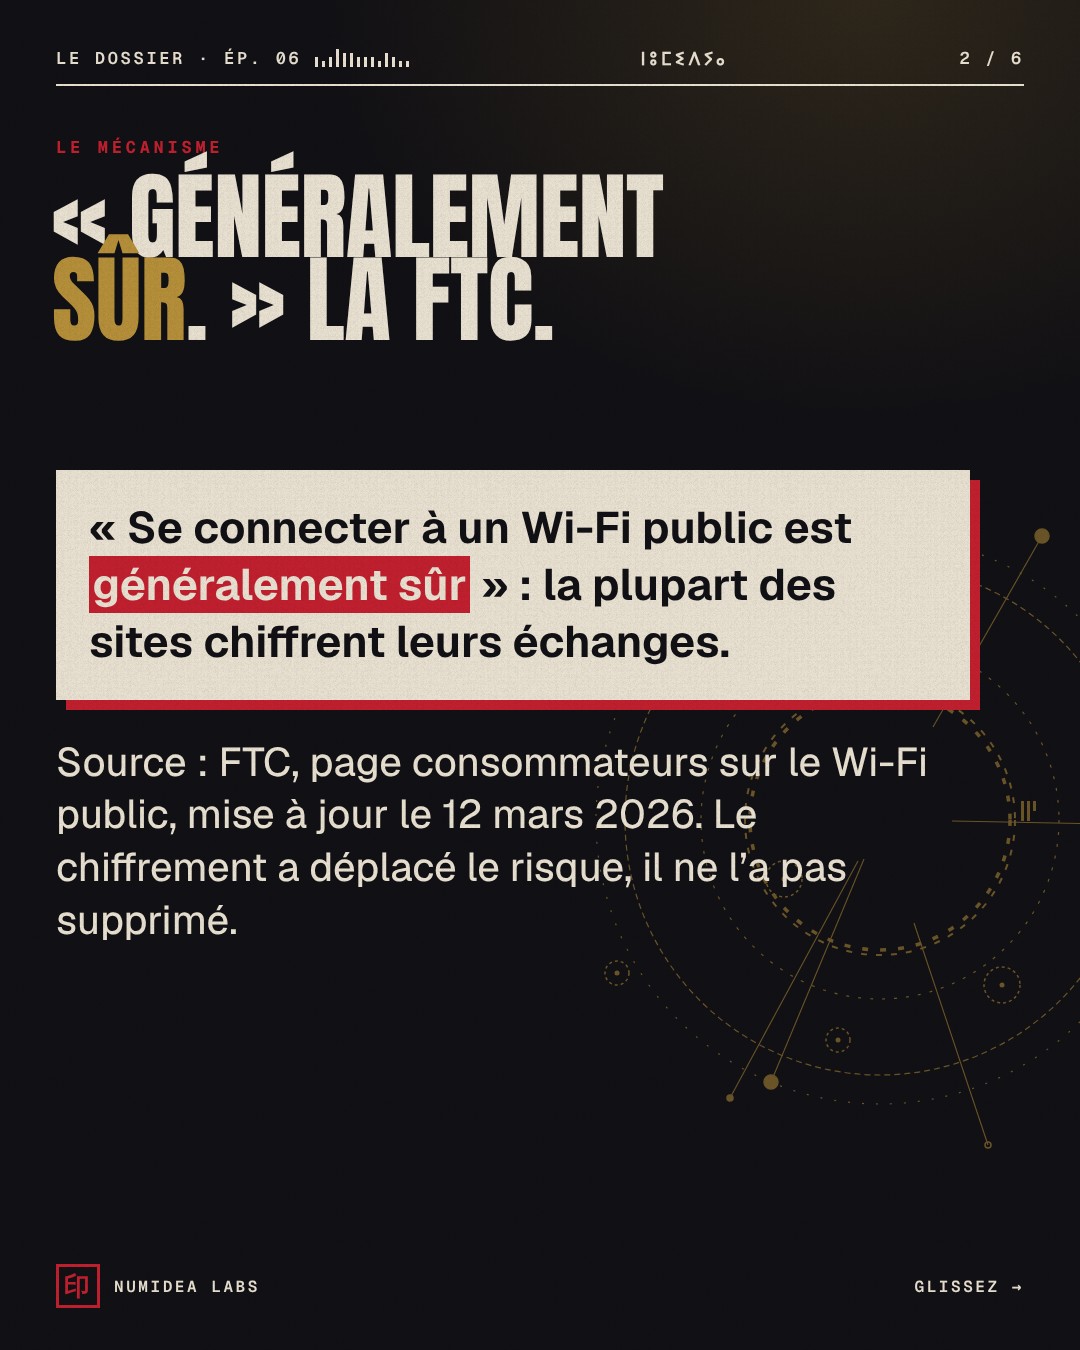 LE DOSSIER · ÉP. 06
ⵏⵓⵎⵉⴷⵢⴰ
2 / 6
LE MÉCANISME
« GÉNÉRALEMENT
SÛR. » LA FTC.
« Se connecter à un Wi-Fi public est
généralement sûr » : la plupart des
sites chiffrent leurs échanges.
Source : FTC, page consommateurs sur le Wi-Fi
public, mise à jour le 12 mars 2026. Le
chiffrement a déplacé le risque, il ne l’a pas
supprimé.
印 NUMIDEA LABS
GLISSEZ →